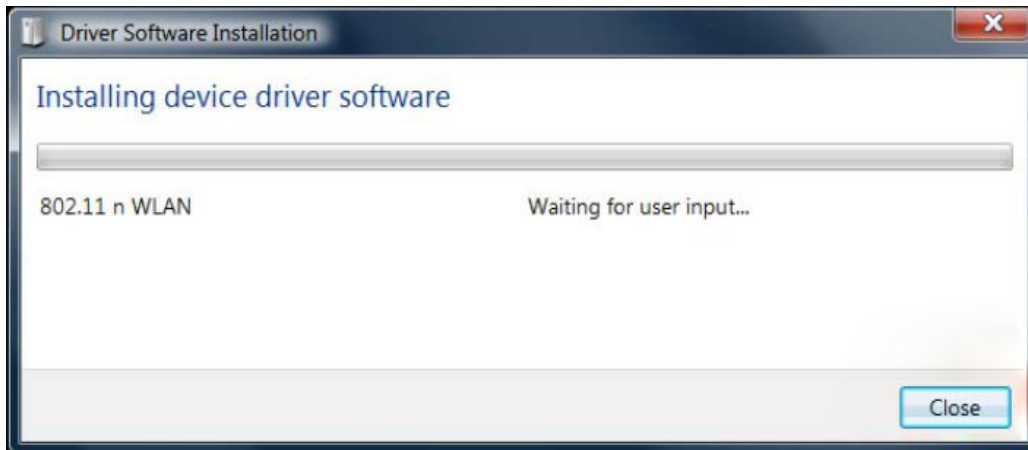 Driver Software Installation
Installing device driver software
802.11 n WLAN Waiting for user input...
Close